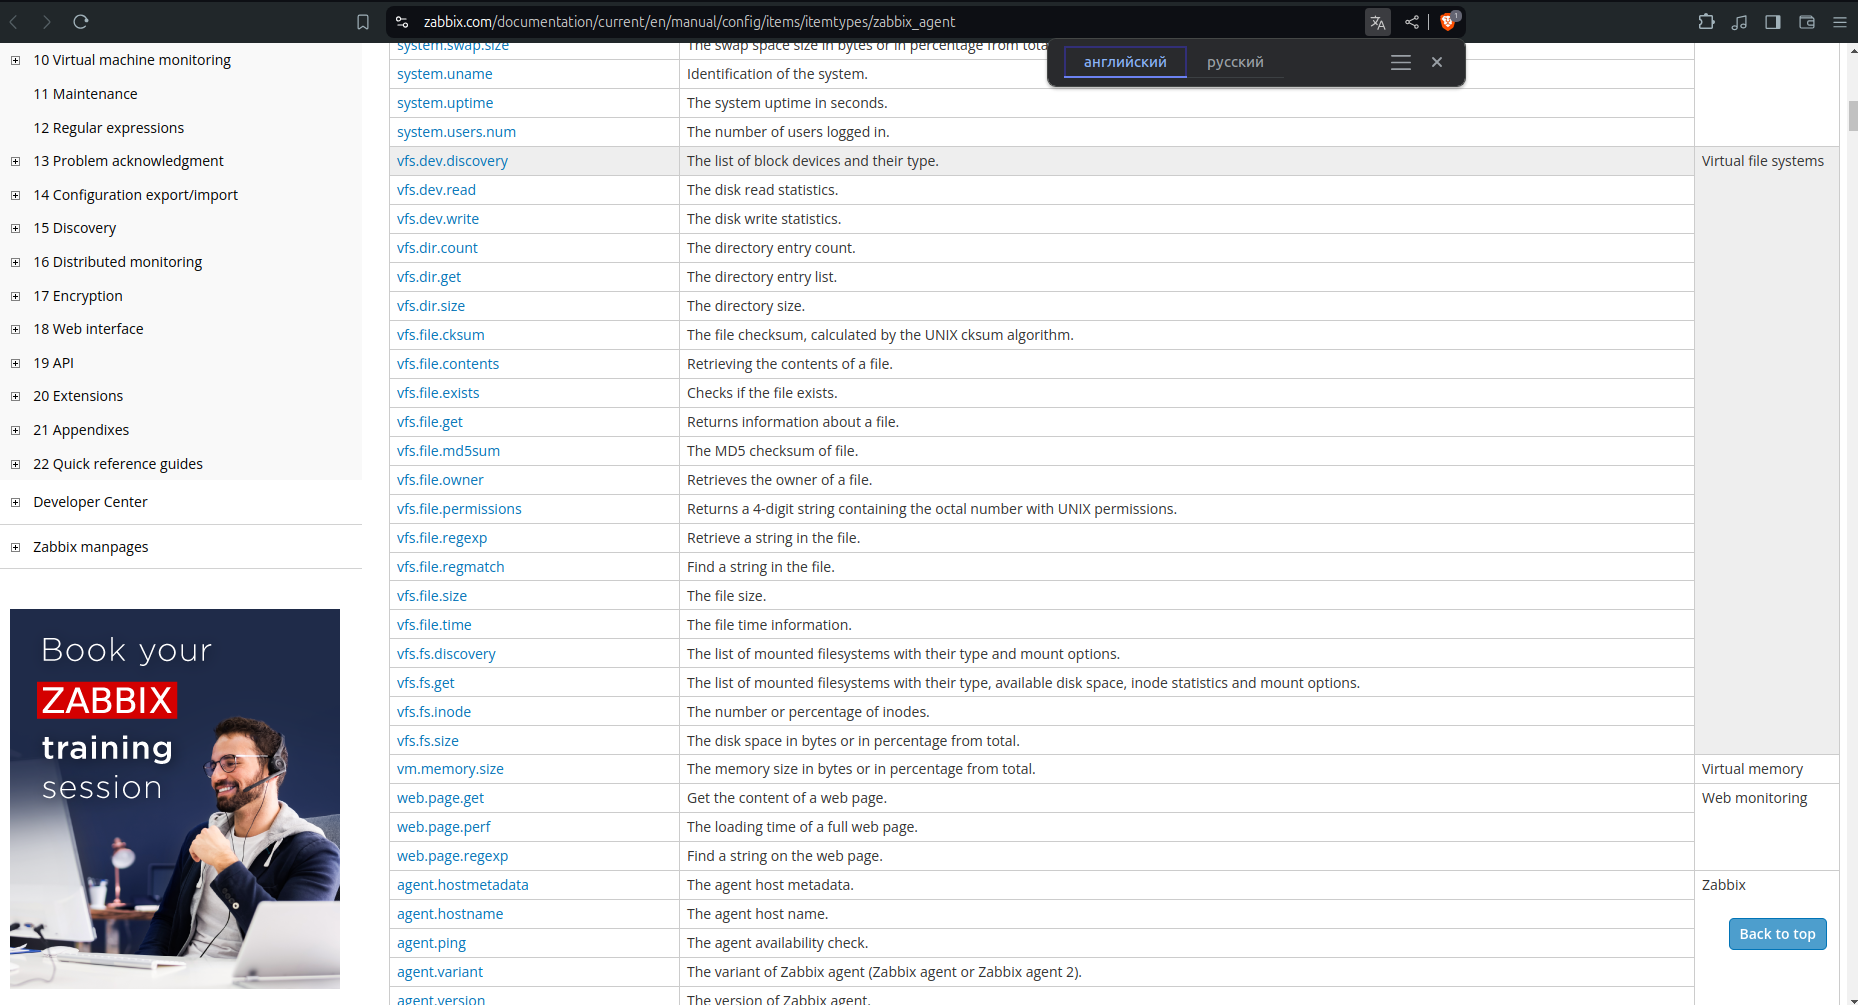 zabbix.com/documentation/current/en/manual/config/items/itemtypes/zabbix_agent
1
английский
русский
10 Virtual machine monitoring
11 Maintenance
12 Regular expressions
13 Problem acknowledgment
14 Configuration export/import
15 Discovery
16 Distributed monitoring
17 Encryption
18 Web interface
19 API
20 Extensions
21 Appendixes
22 Quick reference guides
Developer Center
Zabbix manpages
Book your
ZABBIX
training
session
system.swap.size The swap space size in bytes or in percentage from tota
system.uname Identification of the system.
system.uptime The system uptime in seconds.
system.users.num The number of users logged in.
vfs.dev.discovery The list of block devices and their type. Virtual file systems
vfs.dev.read The disk read statistics.
vfs.dev.write The disk write statistics.
vfs.dir.count The directory entry count.
vfs.dir.get The directory entry list.
vfs.dir.size The directory size.
vfs.file.cksum The file checksum, calculated by the UNIX cksum algorithm.
vfs.file.contents Retrieving the contents of a file.
vfs.file.exists Checks if the file exists.
vfs.file.get Returns information about a file.
vfs.file.md5sum The MD5 checksum of file.
vfs.file.owner Retrieves the owner of a file.
vfs.file.permissions Returns a 4-digit string containing the octal number with UNIX permissions.
vfs.file.regexp Retrieve a string in the file.
vfs.file.regmatch Find a string in the file.
vfs.file.size The file size.
vfs.file.time The file time information.
vfs.fs.discovery The list of mounted filesystems with their type and mount options.
vfs.fs.get The list of mounted filesystems with their type, available disk space, inode statistics and mount options.
vfs.fs.inode The number or percentage of inodes.
vfs.fs.size The disk space in bytes or in percentage from total.
vm.memory.size The memory size in bytes or in percentage from total. Virtual memory
web.page.get Get the content of a web page. Web monitoring
web.page.perf The loading time of a full web page.
web.page.regexp Find a string on the web page.
agent.hostmetadata The agent host metadata. Zabbix
agent.hostname The agent host name.
agent.ping The agent availability check.
Back to top
agent.variant The variant of Zabbix agent (Zabbix agent or Zabbix agent 2).
agent.version The version of Zabbix agent.